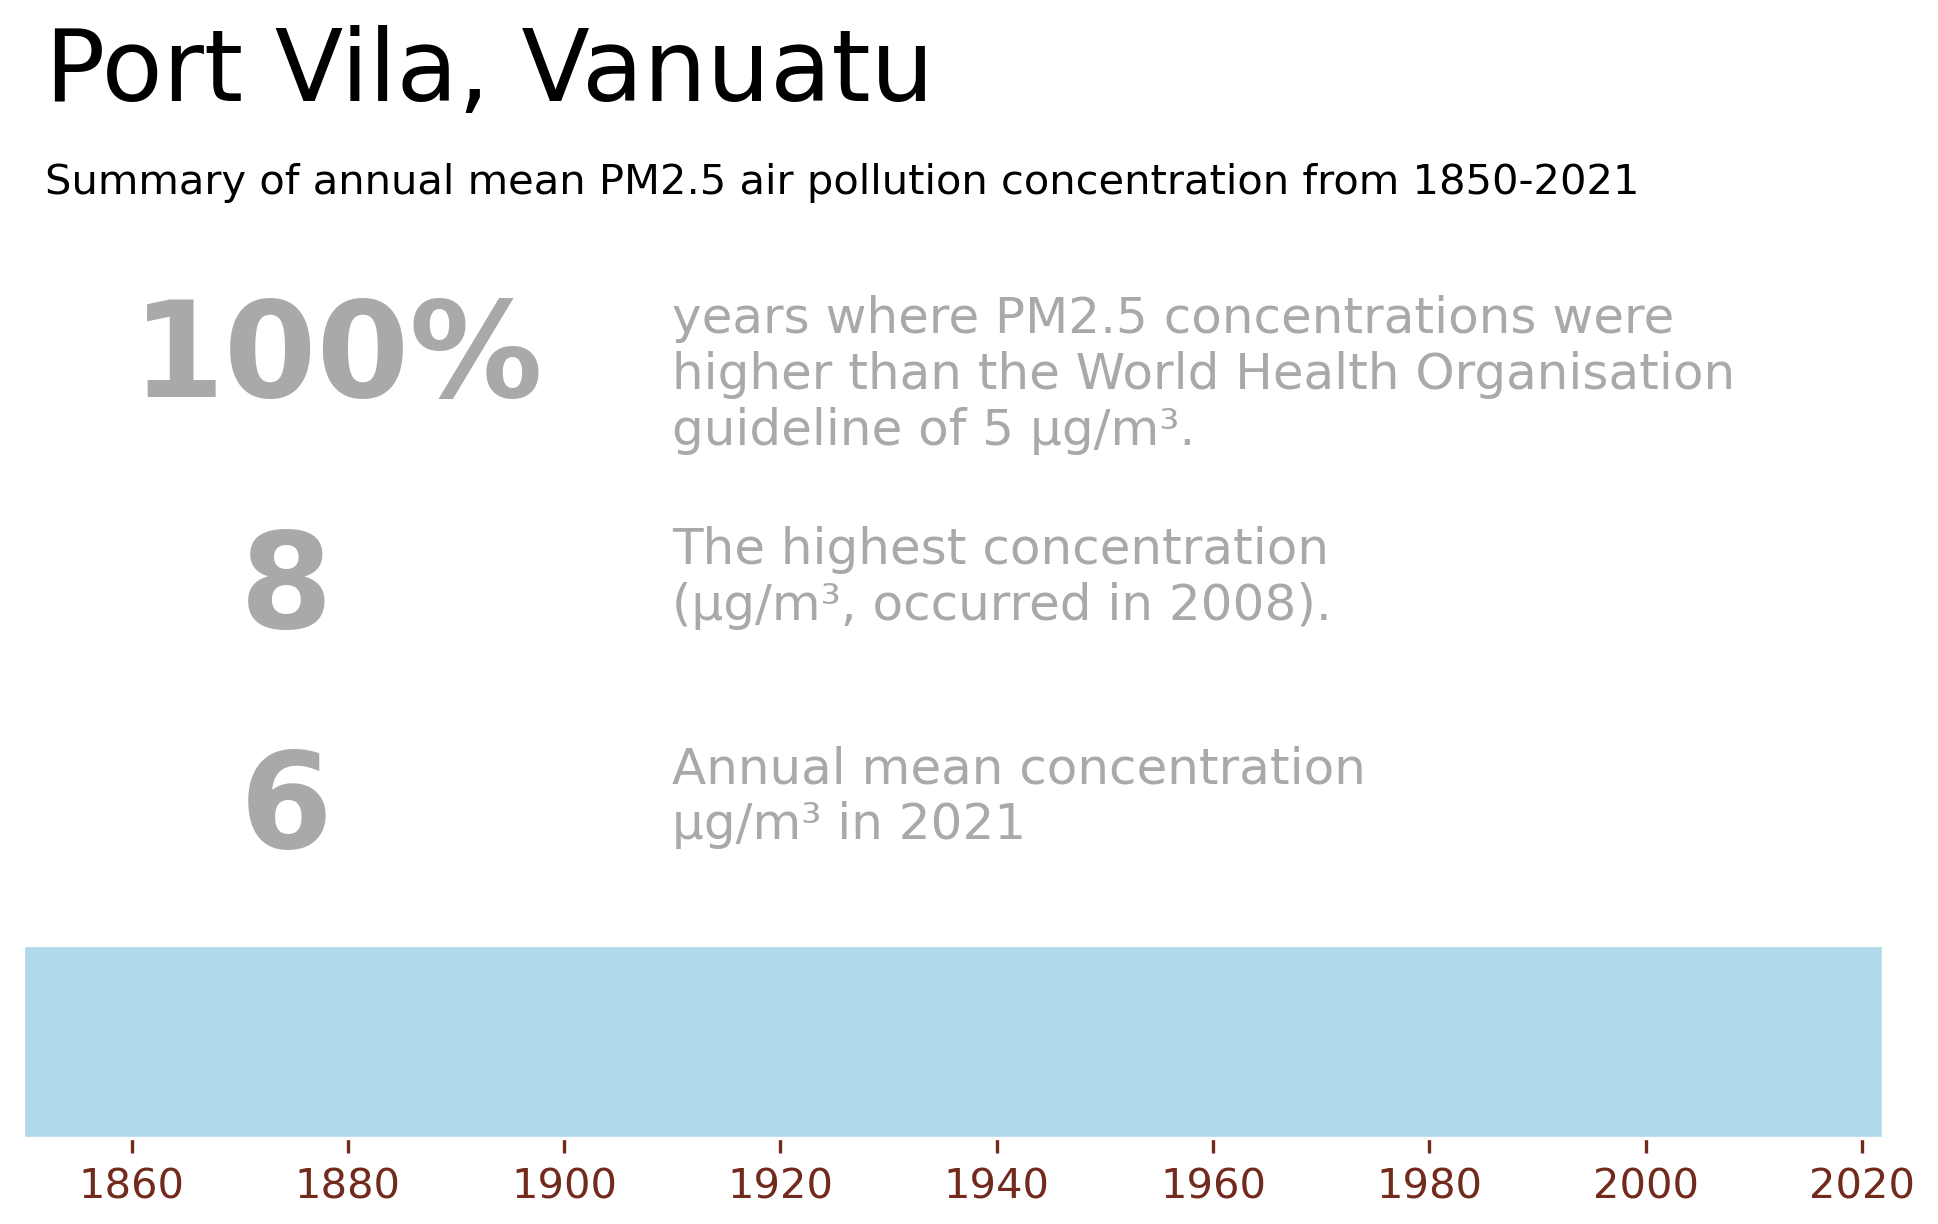 Port Vila, Vanuatu
Summary of annual mean PM2.5 air pollution concentration from 1850-2021
100%
years where PM2.5 concentrations were
higher than the World Health Organisation
guideline of 5 µg/m³.
8
The highest concentration
(µg/m³, occurred in 2008).
6
Annual mean concentration
µg/m³ in 2021
1860 1880 1900 1920 1940 1960 1980 2000 2020